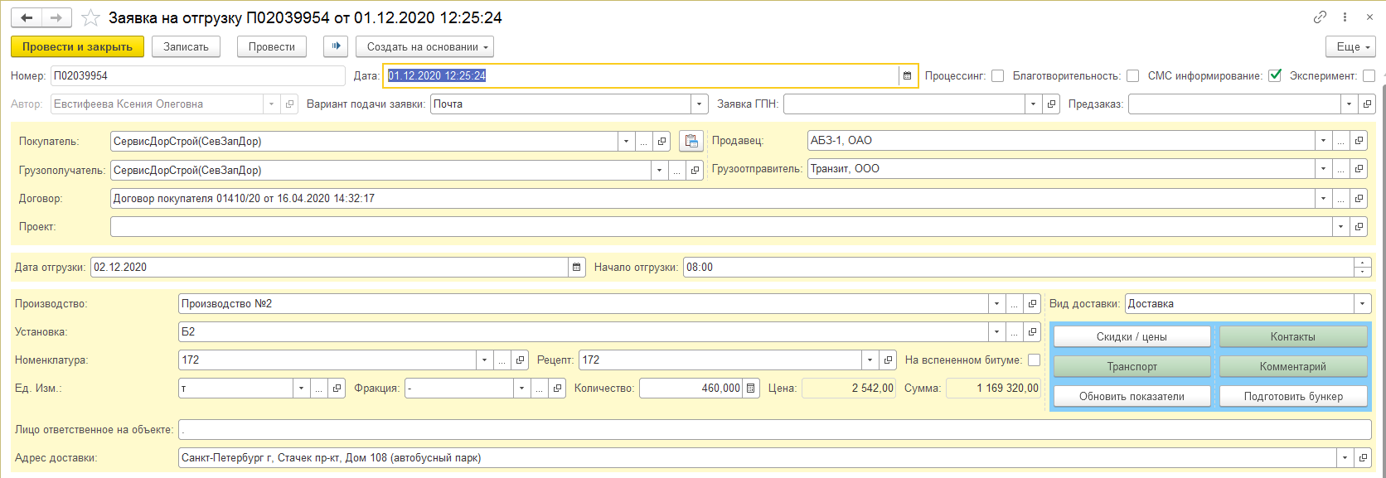 Заявка на отгрузку П02039954 от 01.12.2020 12:25:24
Провести и закрыть Записать Провести Создать на основании Еще
Номер: П02039954 Дата: 01.12.2020 12:25:24 Процессинг: Благотворительность: СМС информирование: Эксперимент:
Автор: Евстифеева Ксения Олеговна Вариант подачи заявки: Почта Заявка ГПН: Предзаказ:
Покупатель: СервисДорСтрой(СевЗапДор) Продавец: АБЗ-1, ОАО
Грузополучатель: СервисДорСтрой(СевЗапДор) Грузоотправитель: Транзит, ООО
Договор: Договор покупателя 01410/20 от 16.04.2020 14:32:17
Проект:
Дата отгрузки: 02.12.2020 Начало отгрузки: 08:00
Производство: Производство №2 Вид доставки: Доставка
Установка: Б2 Скидки / цены Контакты
Номенклатура: 172 Рецепт: 172 На вспененном битуме: Транспорт Комментарий
Ед. Изм.: т Фракция: - Количество: 460,000 Цена: 2 542,00 Сумма: 1 169 320,00 Обновить показатели Подготовить бункер
Лицо ответственное на объекте: .
Адрес доставки: Санкт-Петербург г, Стачек пр-кт, Дом 108 (автобусный парк)